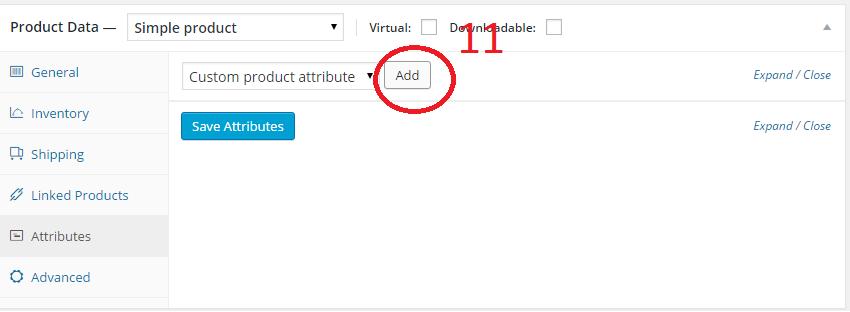 Product Data — Simple product Virtual: Downloadable:
11
General
Custom product attribute Add Expand / Close
Inventory
Save Attributes Expand / Close
Shipping
Linked Products
Attributes
Advanced